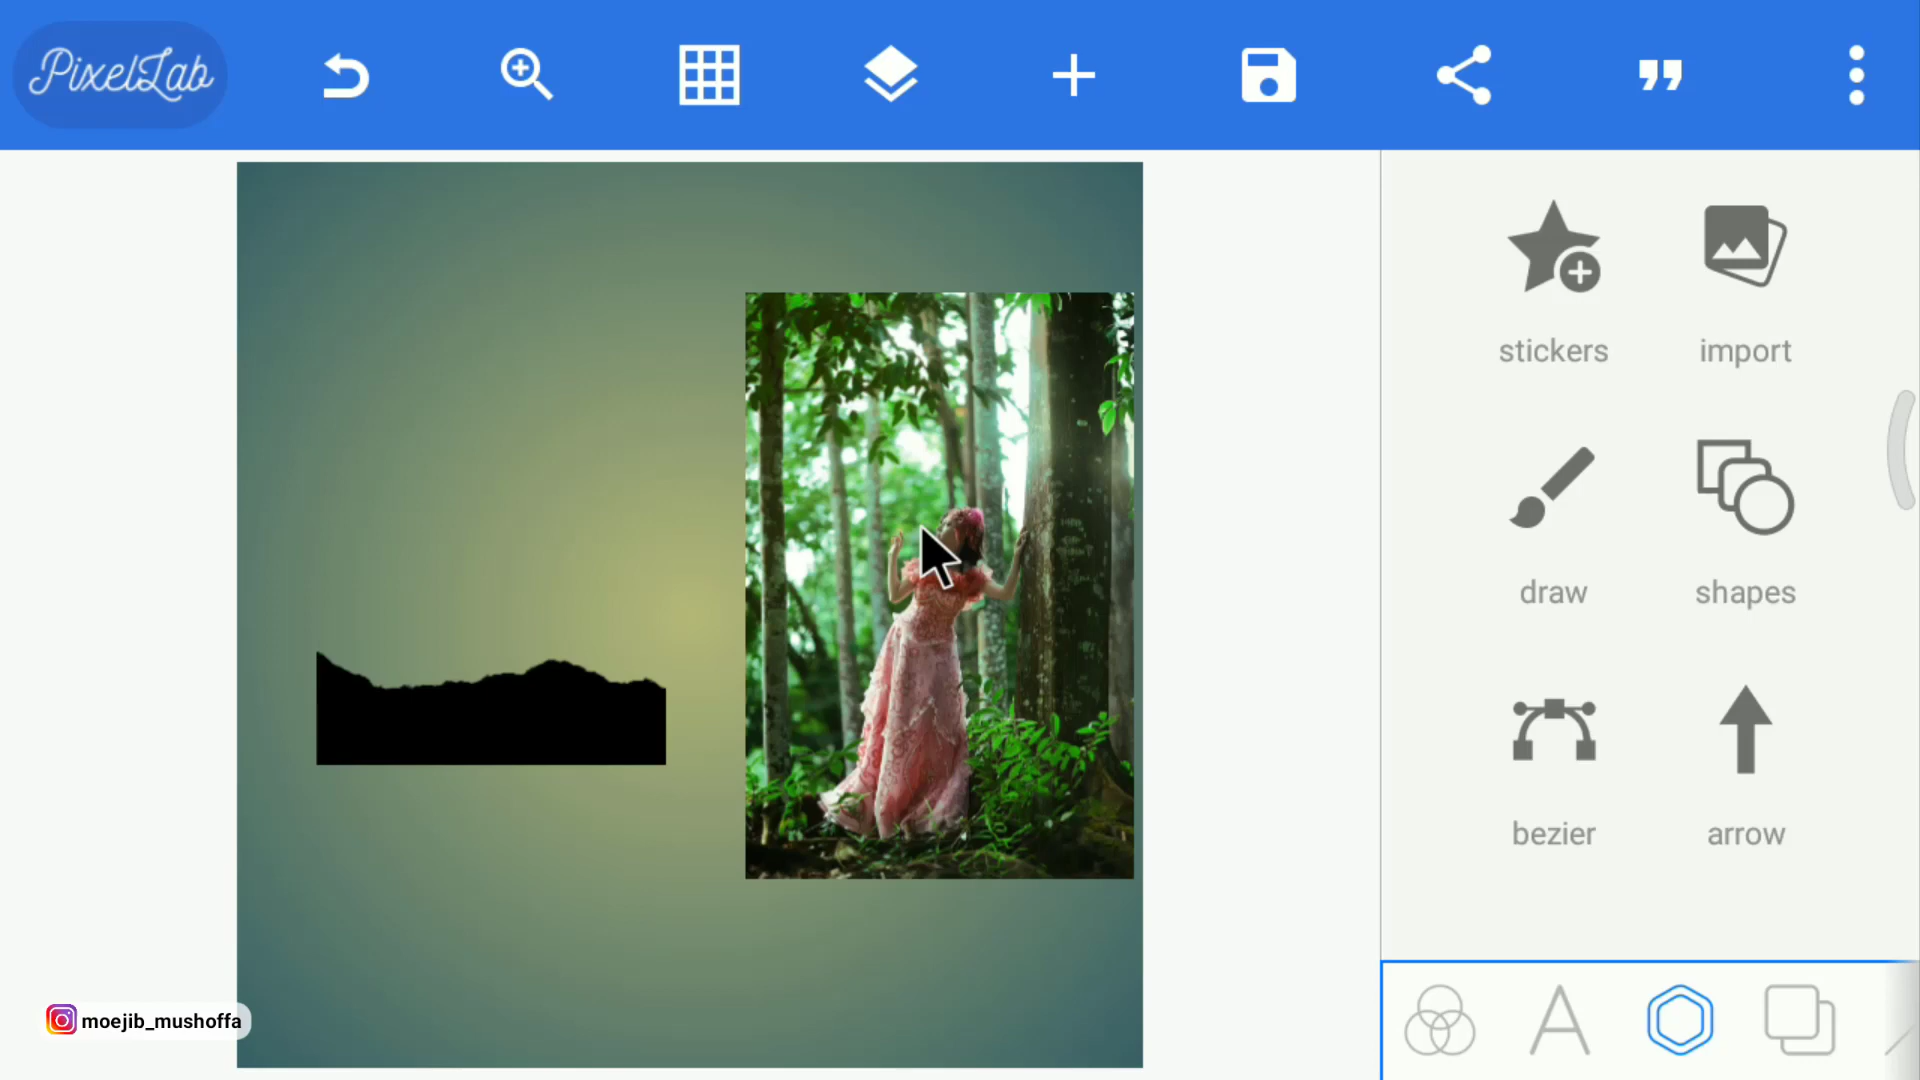 PixelLab
stickers
import
draw
shapes
bezier
arrow
moejib_mushoffa